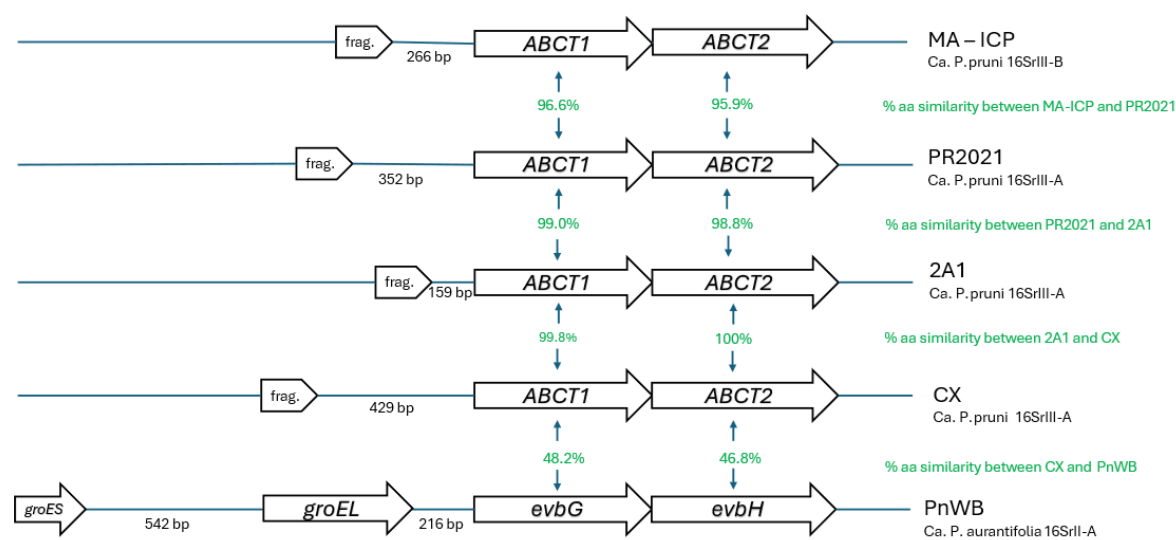 frag.
266 bp
ABCT1
ABCT2
MA – ICP
Ca. P.pruni 16SrIII-B
96.6%
95.9%
% aa similarity between MA-ICP and PR2021
frag.
352 bp
ABCT1
ABCT2
PR2021
Ca. P.pruni 16SrIII-A
99.0%
98.8%
% aa similarity between PR2021 and 2A1
frag.
159 bp
ABCT1
ABCT2
2A1
Ca. P.pruni 16SrIII-A
99.8%
100%
% aa similarity between 2A1 and CX
frag.
429 bp
ABCT1
ABCT2
CX
Ca. P.pruni 16SrIII-A
48.2%
46.8%
% aa similarity between CX and PnWB
groES
542 bp
groEL
216 bp
evbG
evbH
PnWB
Ca. P. aurantifolia 16SrII-A